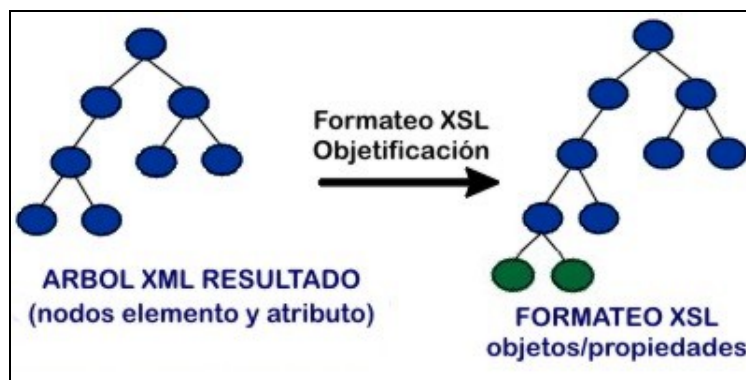 Formateo XSL
Objetificación
ARBOL XML RESULTADO
(nodos elemento y atributo)
FORMATEO XSL
objetos/propiedades